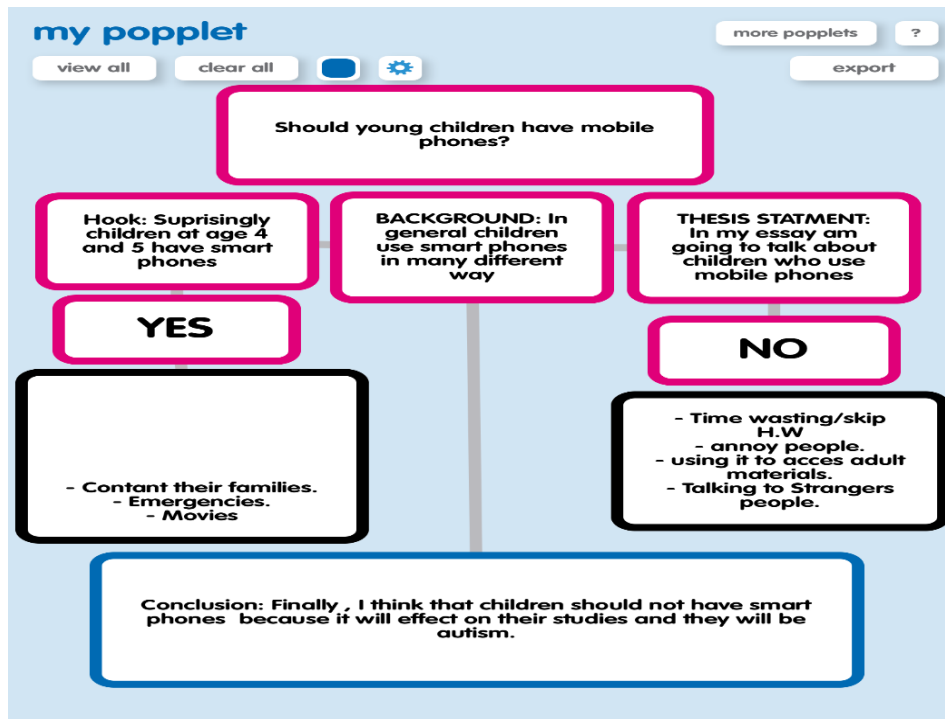 my popplet
more popplets
?
view all
clear all
export
Should young children have mobile
phones?
Hook: Suprisingly
children at age 4
and 5 have smart
phones
BACKGROUND: In
general children
use smart phones
in many different
way
THESIS STATMENT:
In my essay am
going to talk about
children who use
mobile phones
YES
NO
- Contant their families.
- Emergencies.
- Movies
- Time wasting/skip
H.W
- annoy people.
- using it to acces adult
materials.
- Talking to Strangers
people.
Conclusion: Finally , I think that children should not have smart
phones because it will effect on their studies and they will be
autism.